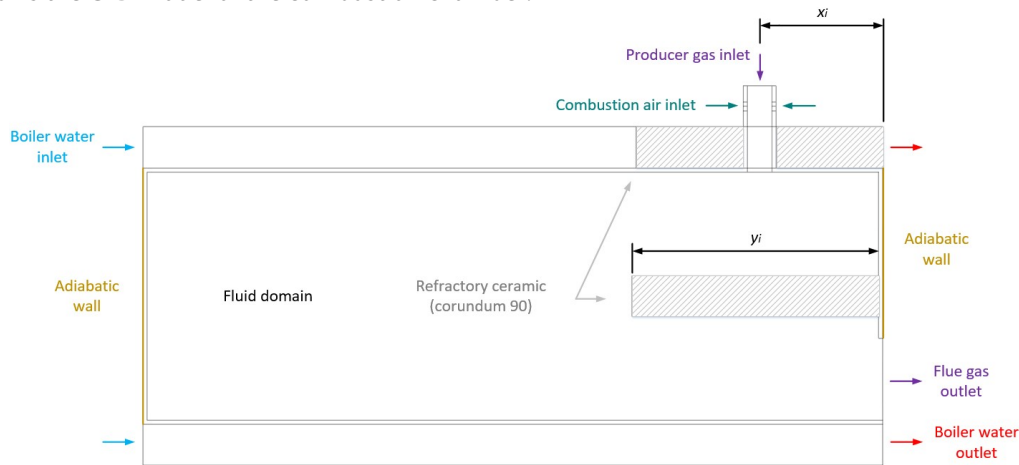 xi
Producer gas inlet
Combustion air inlet
Boiler water
inlet
yi
Adiabatic
wall
Adiabatic
wall
Fluid domain
Refractory ceramic
(corundum 90)
Flue gas
outlet
Boiler water
outlet